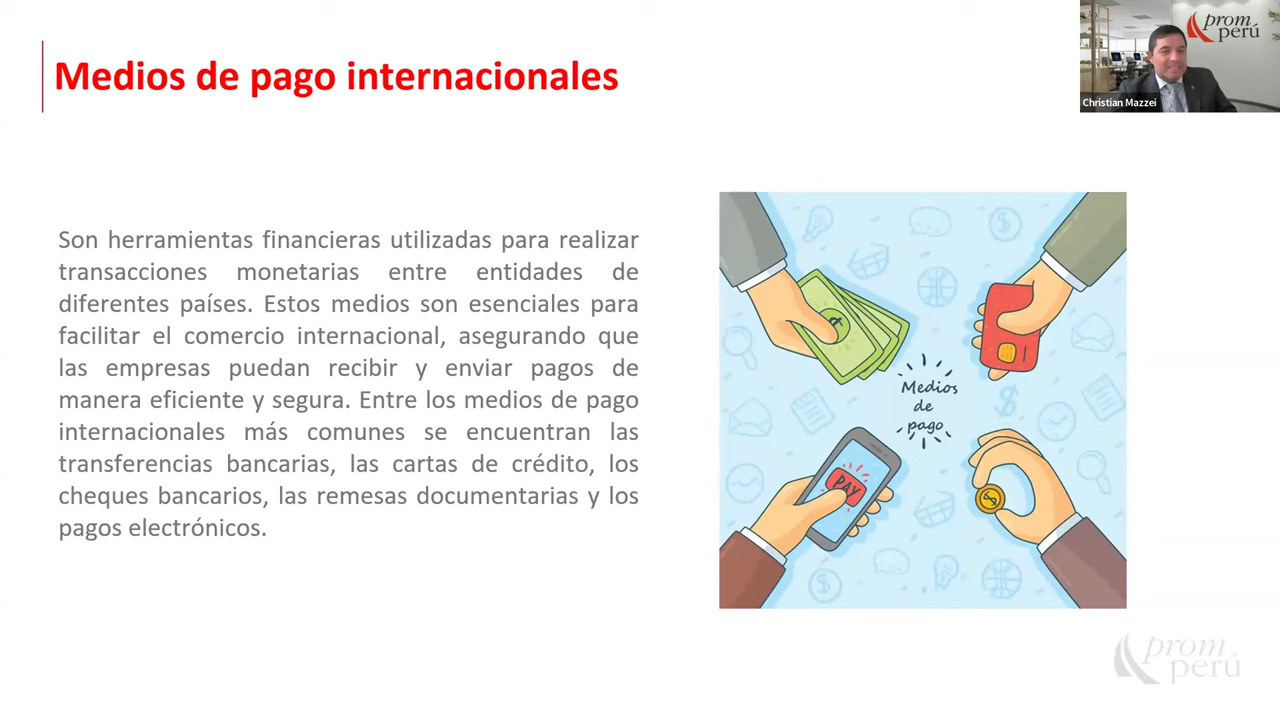 Medios de pago internacionales
prom
perú
Christian Mazzei
Son herramientas financieras utilizadas para realizar
transacciones monetarias entre entidades de
diferentes países. Estos medios son esenciales para
facilitar el comercio internacional, asegurando que
las empresas puedan recibir y enviar pagos de
manera eficiente y segura. Entre los medios de pago
internacionales más comunes se encuentran las
transferencias bancarias, las cartas de crédito, los
cheques bancarios, las remesas documentarias y los
pagos electrónicos.
Medios
de
pago
PAY
prom
perú